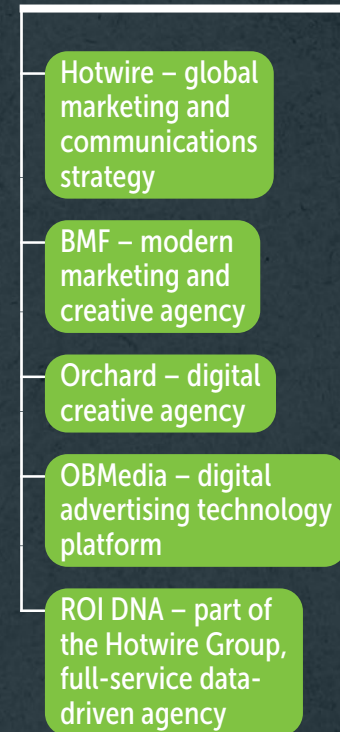 Hotwire – global
marketing and
communications
strategy
BMF – modern
marketing and
creative agency
Orchard – digital
creative agency
OBMedia – digital
advertising technology
platform
ROI DNA – part of
the Hotwire Group,
full-service data-
driven agency